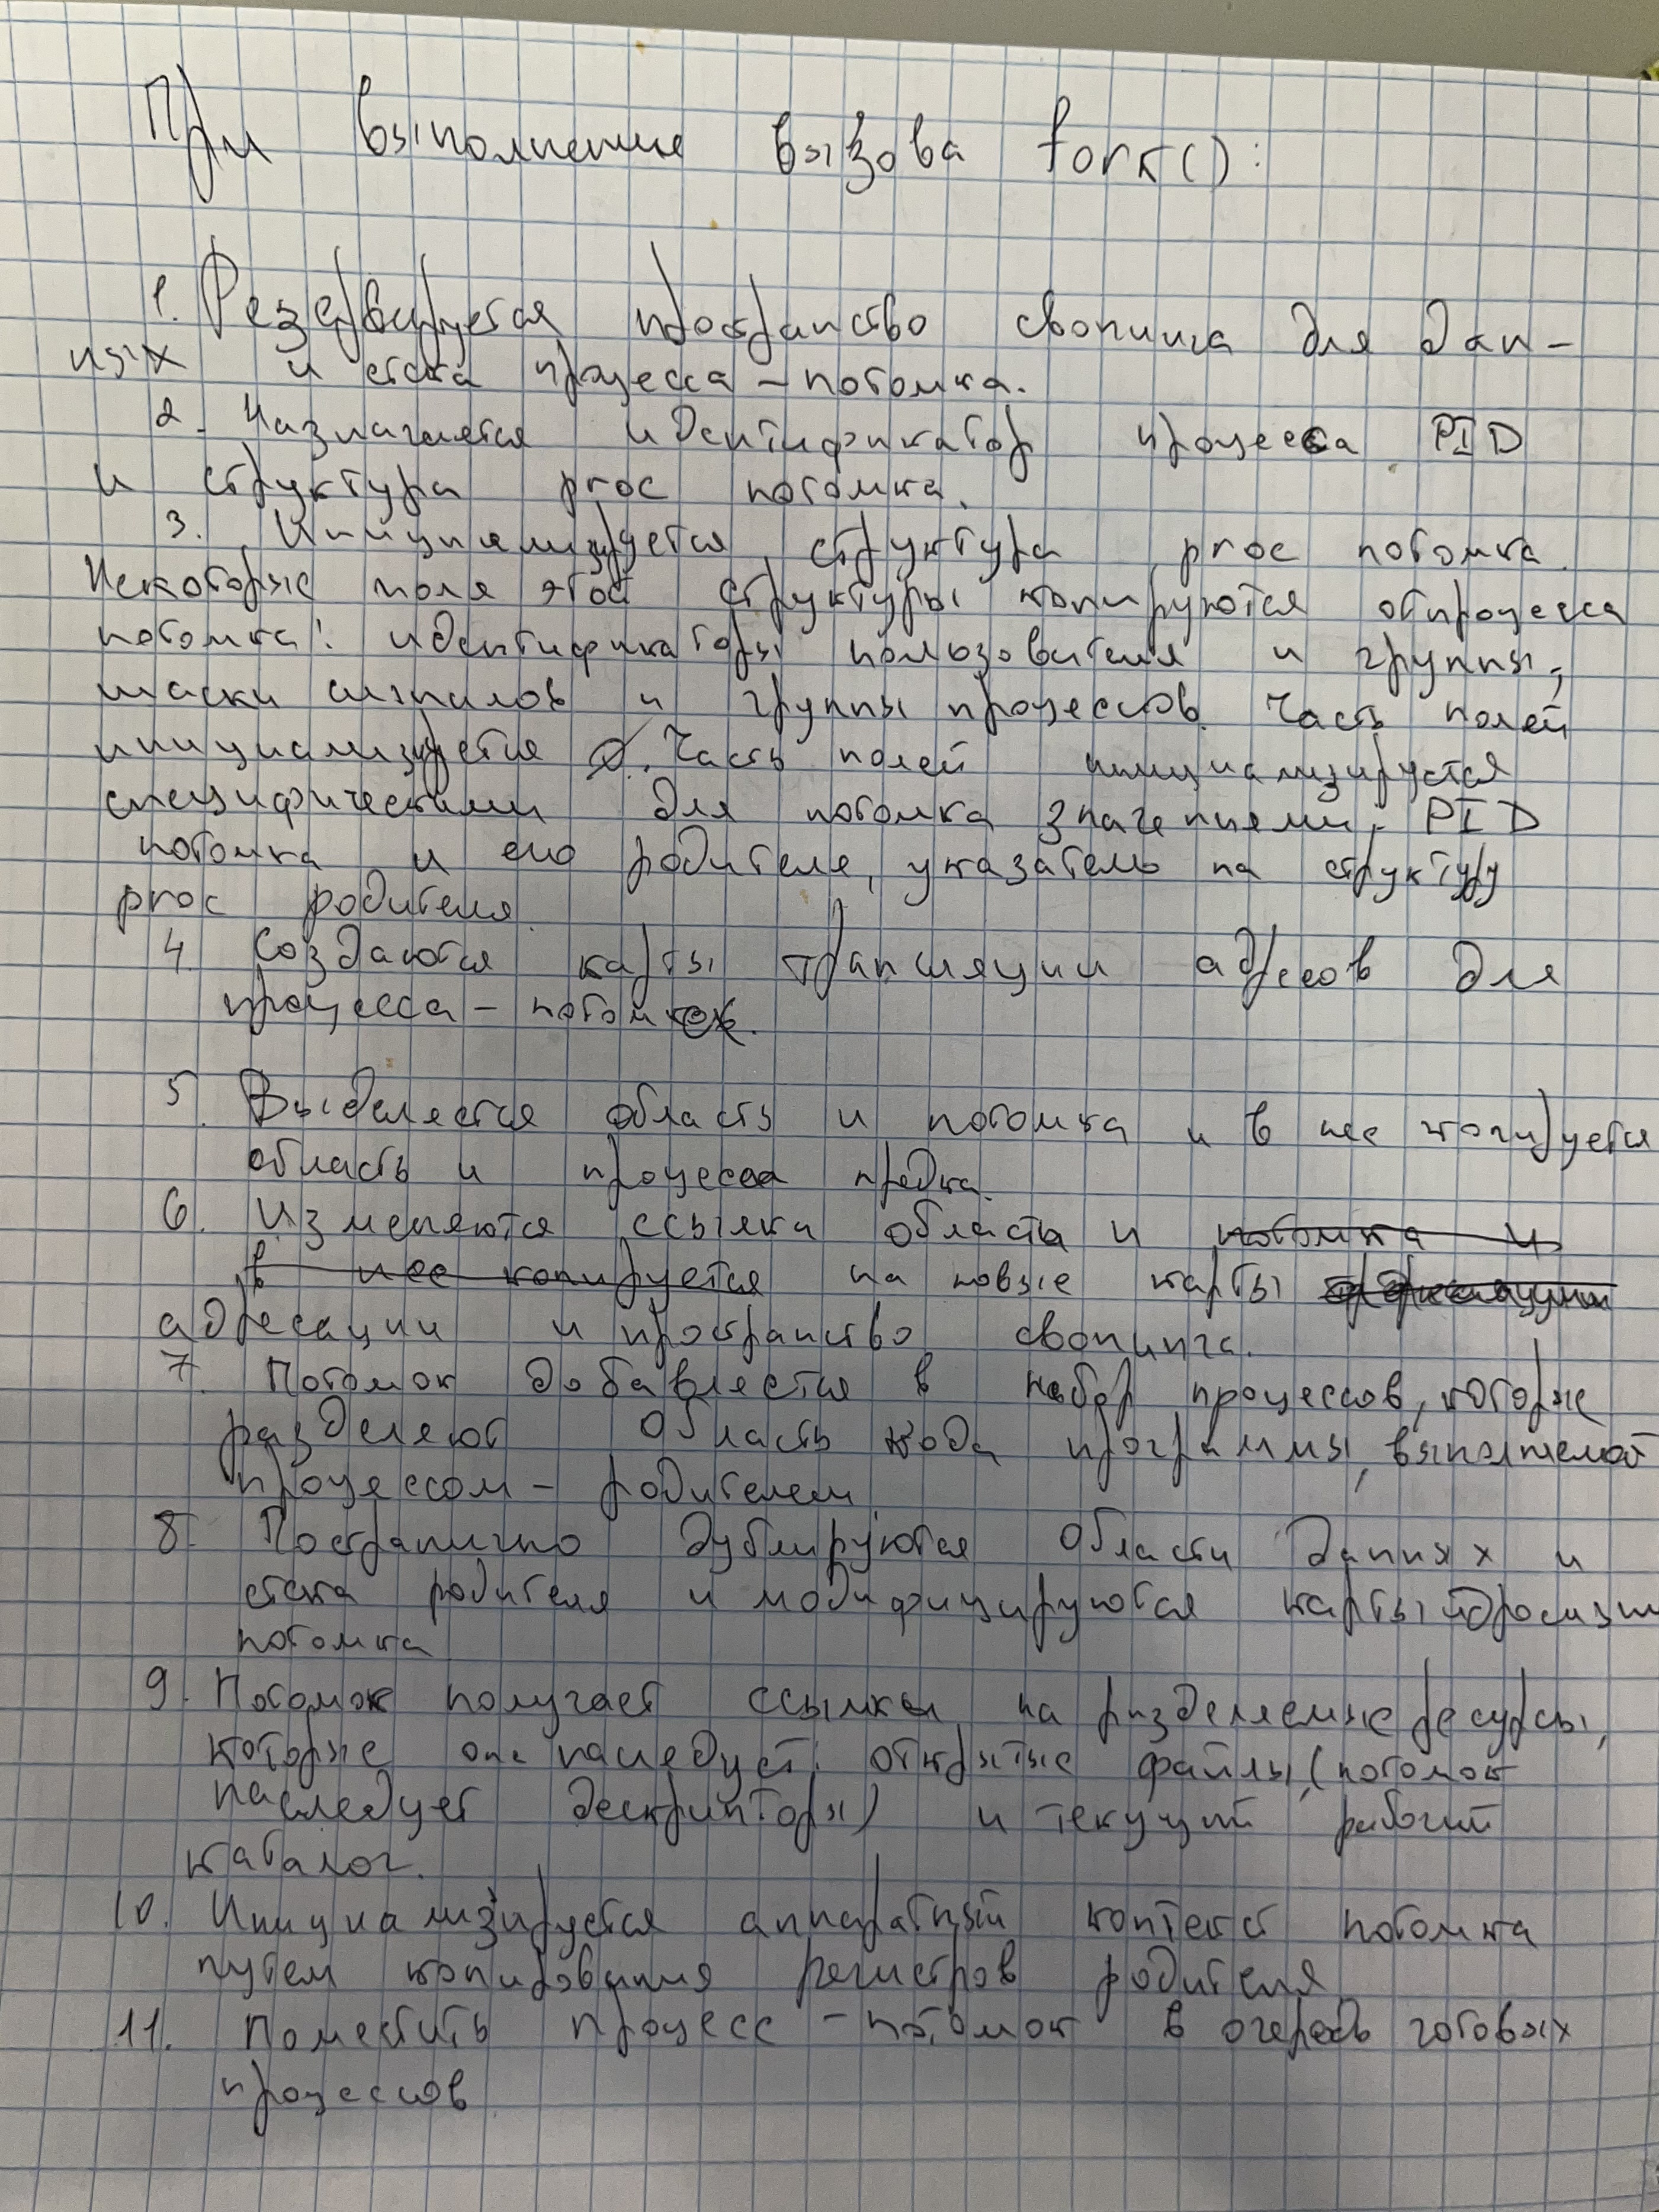 При выполнение вызова fork():
1. Резервируется пространство свопинга для дан-
ных и стека процесса - потомка.
2. Назначается идентификатор процесса PID
и структура proc потомка.
3. Инициализируется структура proc потомка.
Некоторые поля этой структуры копируются от процесса
потомка: идентификаторы пользователя и группы,
маски сигналов и группы процессов. Часть полей
инициализируется 0. Часть полей инициализируется
специфическими для потомка значениями: PID
потомка и его родителя, указатель на структуру
proc родителя.
4. Создаются карты трансляции адресов для
процесса - потомка.
5. Выделяется область u потомка и в нее копируется
область u процесса предка.
6. Изменяются ссылка области u потомка и
в нее копируется на новые карты
адресации и пространство свопинга.
7. Потомок добавляется в набор процессов, которые
разделяют область кода программы, выполняемой
процессом - родителем
8. Постранично дублируются области данных и
стека родителя и модифицируются карты адресации
потомка
9. Потомок получает ссылки на разделяемые ресурсы,
которые он наследует: открытые файлы, (потомок
наследует дескрипторы) и текущий рабочий
каталог.
10. Инициализируется аппаратный контекст потомка
путем копирования регистров родителя
11. Поместить процесс - потомок в очередь готовых
процессов